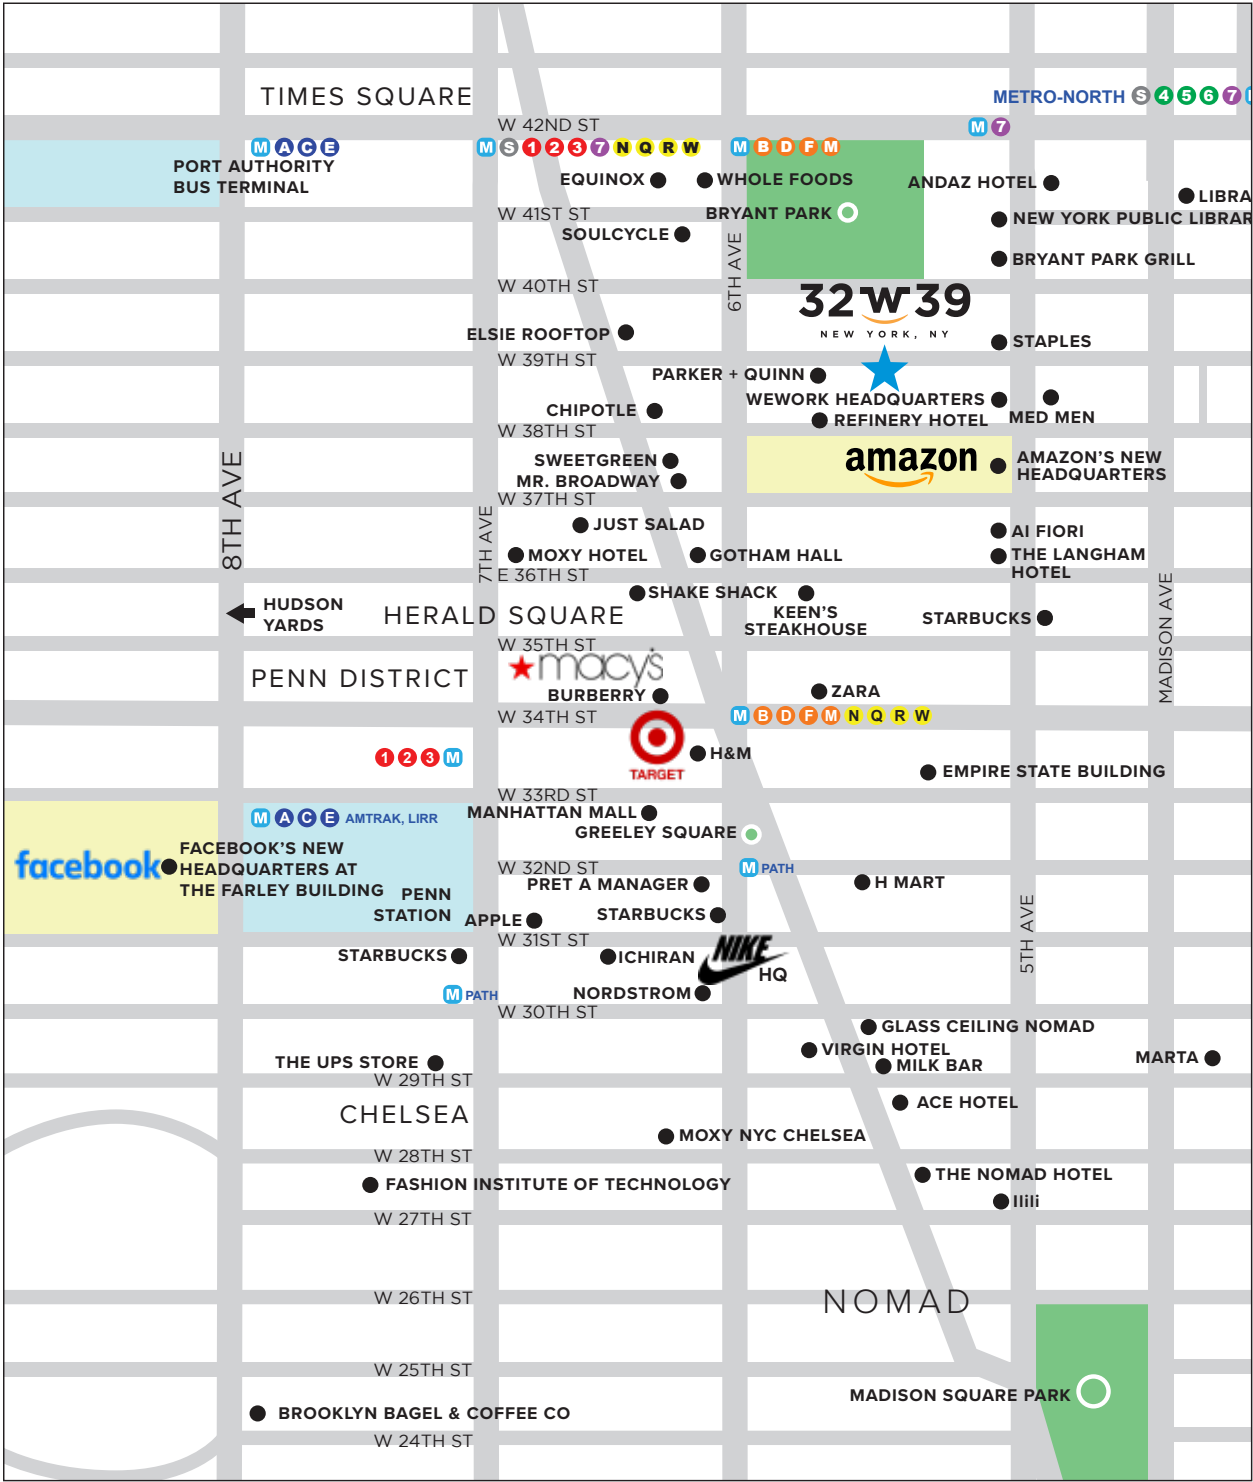 TIMES SQUARE
METRO-NORTH S 4 5 6 7
W 42ND ST
M 7
M A C E
M S 1 2 3 7 N Q R W
M B D F M
PORT AUTHORITY
BUS TERMINAL
EQUINOX
WHOLE FOODS
ANDAZ HOTEL
LIBRA
W 41ST ST
BRYANT PARK
NEW YORK PUBLIC LIBRAR
SOULCYCLE
6TH AVE
BRYANT PARK GRILL
W 40TH ST
32 W 39
NEW YORK, NY
ELSIE ROOFTOP
STAPLES
W 39TH ST
PARKER + QUINN
WEWORK HEADQUARTERS
CHIPOTLE
REFINERY HOTEL
MED MEN
W 38TH ST
8TH AVE
SWEETGREEN
amazon
AMAZON'S NEW
HEADQUARTERS
MR. BROADWAY
W 37TH ST
7TH AVE
JUST SALAD
AI FIORI
MOXY HOTEL
GOTHAM HALL
THE LANGHAM
HOTEL
E 36TH ST
MADISON AVE
SHAKE SHACK
HUDSON
YARDS
HERALD SQUARE
KEEN'S
STEAKHOUSE
STARBUCKS
W 35TH ST
macy's
PENN DISTRICT
BURBERRY
ZARA
W 34TH ST
M B D F M N Q R W
1 2 3 M
TARGET
H&M
EMPIRE STATE BUILDING
W 33RD ST
M A C E AMTRAK, LIRR
MANHATTAN MALL
GREELEY SQUARE
facebook
FACEBOOK'S NEW
HEADQUARTERS AT
THE FARLEY BUILDING
W 32ND ST
M PATH
PENN
STATION
PRET A MANAGER
H MART
APPLE
STARBUCKS
5TH AVE
W 31ST ST
STARBUCKS
ICHIRAN
NIKE
HQ
M PATH
NORDSTROM
W 30TH ST
GLASS CEILING NOMAD
VIRGIN HOTEL
THE UPS STORE
MILK BAR
MARTA
W 29TH ST
CHELSEA
ACE HOTEL
MOXY NYC CHELSEA
W 28TH ST
THE NOMAD HOTEL
FASHION INSTITUTE OF TECHNOLOGY
Ilili
W 27TH ST
W 26TH ST
NOMAD
W 25TH ST
MADISON SQUARE PARK
BROOKLYN BAGEL & COFFEE CO
W 24TH ST